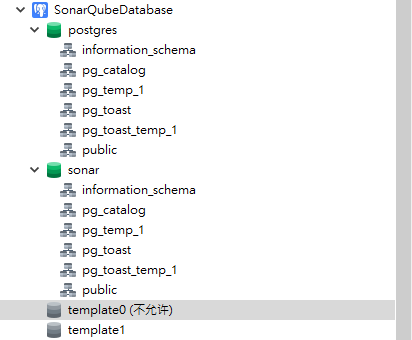 SonarQubeDatabase
postgres
information_schema
pg_catalog
pg_temp_1
pg_toast
pg_toast_temp_1
public
sonar
information_schema
pg_catalog
pg_temp_1
pg_toast
pg_toast_temp_1
public
template0 (不允许)
template1